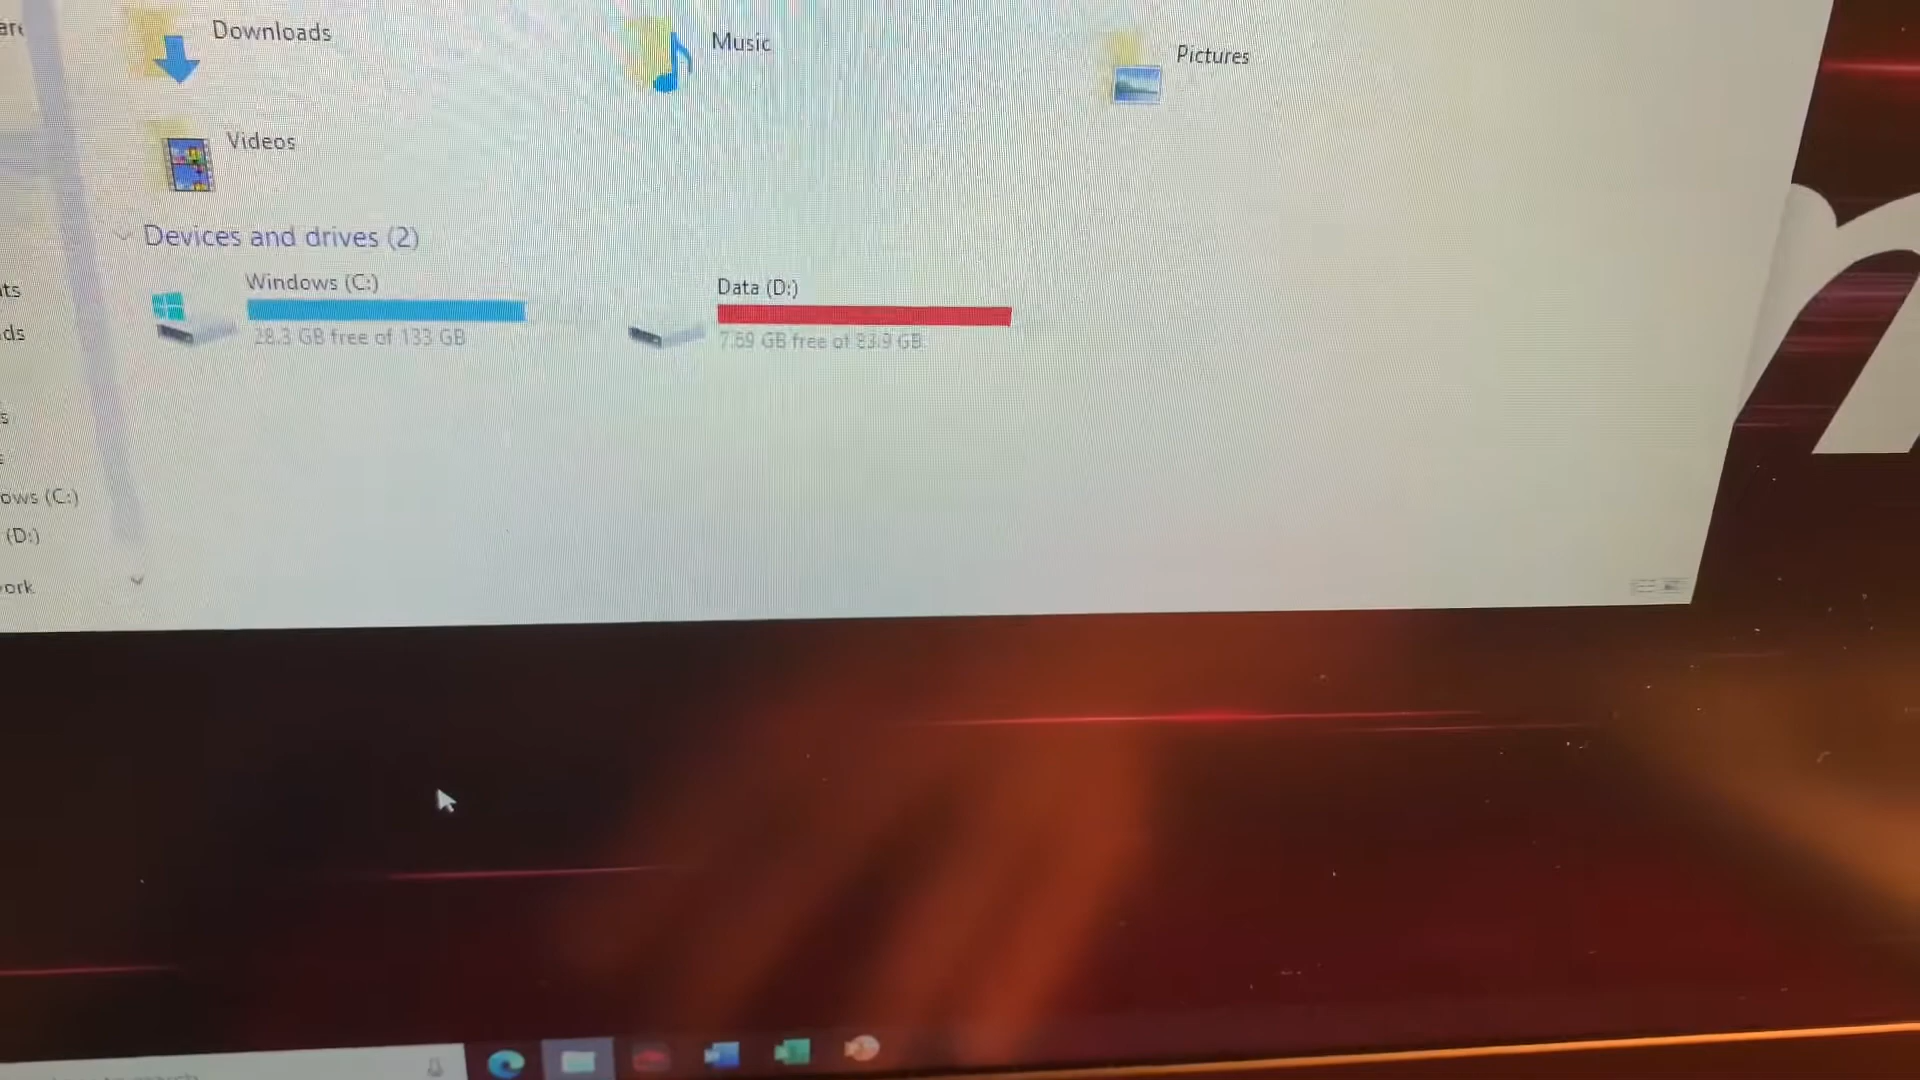 Downloads
Music
Pictures
Videos
Devices and drives (2)
Windows (C:)
28.3 GB free of 133 GB
Data (D:)
7.69 GB free of 83.9 GB
ows (C:)
(D:)